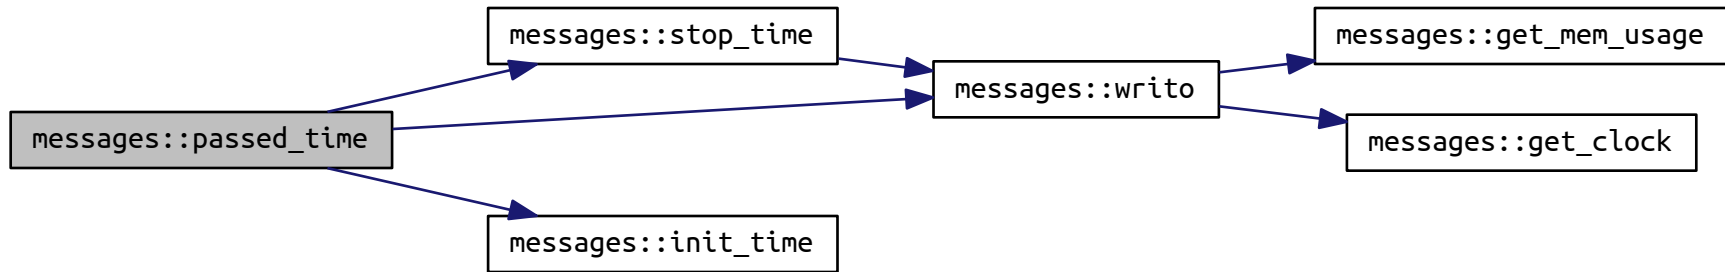 messages::passed_time
messages::stop_time
messages::writo
messages::init_time
messages::get_mem_usage
messages::get_clock